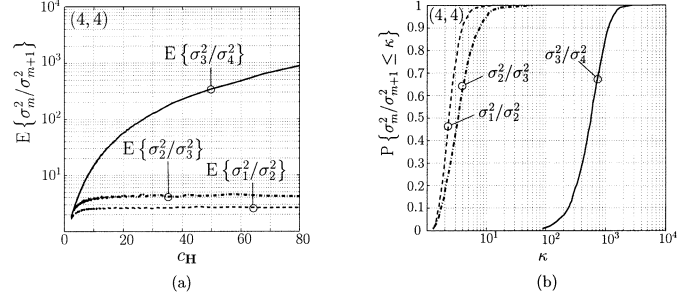 (4, 4)
E {σ²ₘ/σ²ₘ₊₁}
10⁴
10³
10²
10¹
E {σ²₃/σ²₄}
E {σ²₂/σ²₃}
E {σ²₁/σ²₂}
0 20 40 60 80
c_H
(a)
(4, 4)
P {σ²ₘ/σ²ₘ₊₁ ≤ κ}
1
0.9
0.8
0.7
0.6
0.5
0.4
0.3
0.2
0.1
0
σ²₃/σ²₄
σ²₂/σ²₃
σ²₁/σ²₂
10¹ 10² 10³ 10⁴
κ
(b)